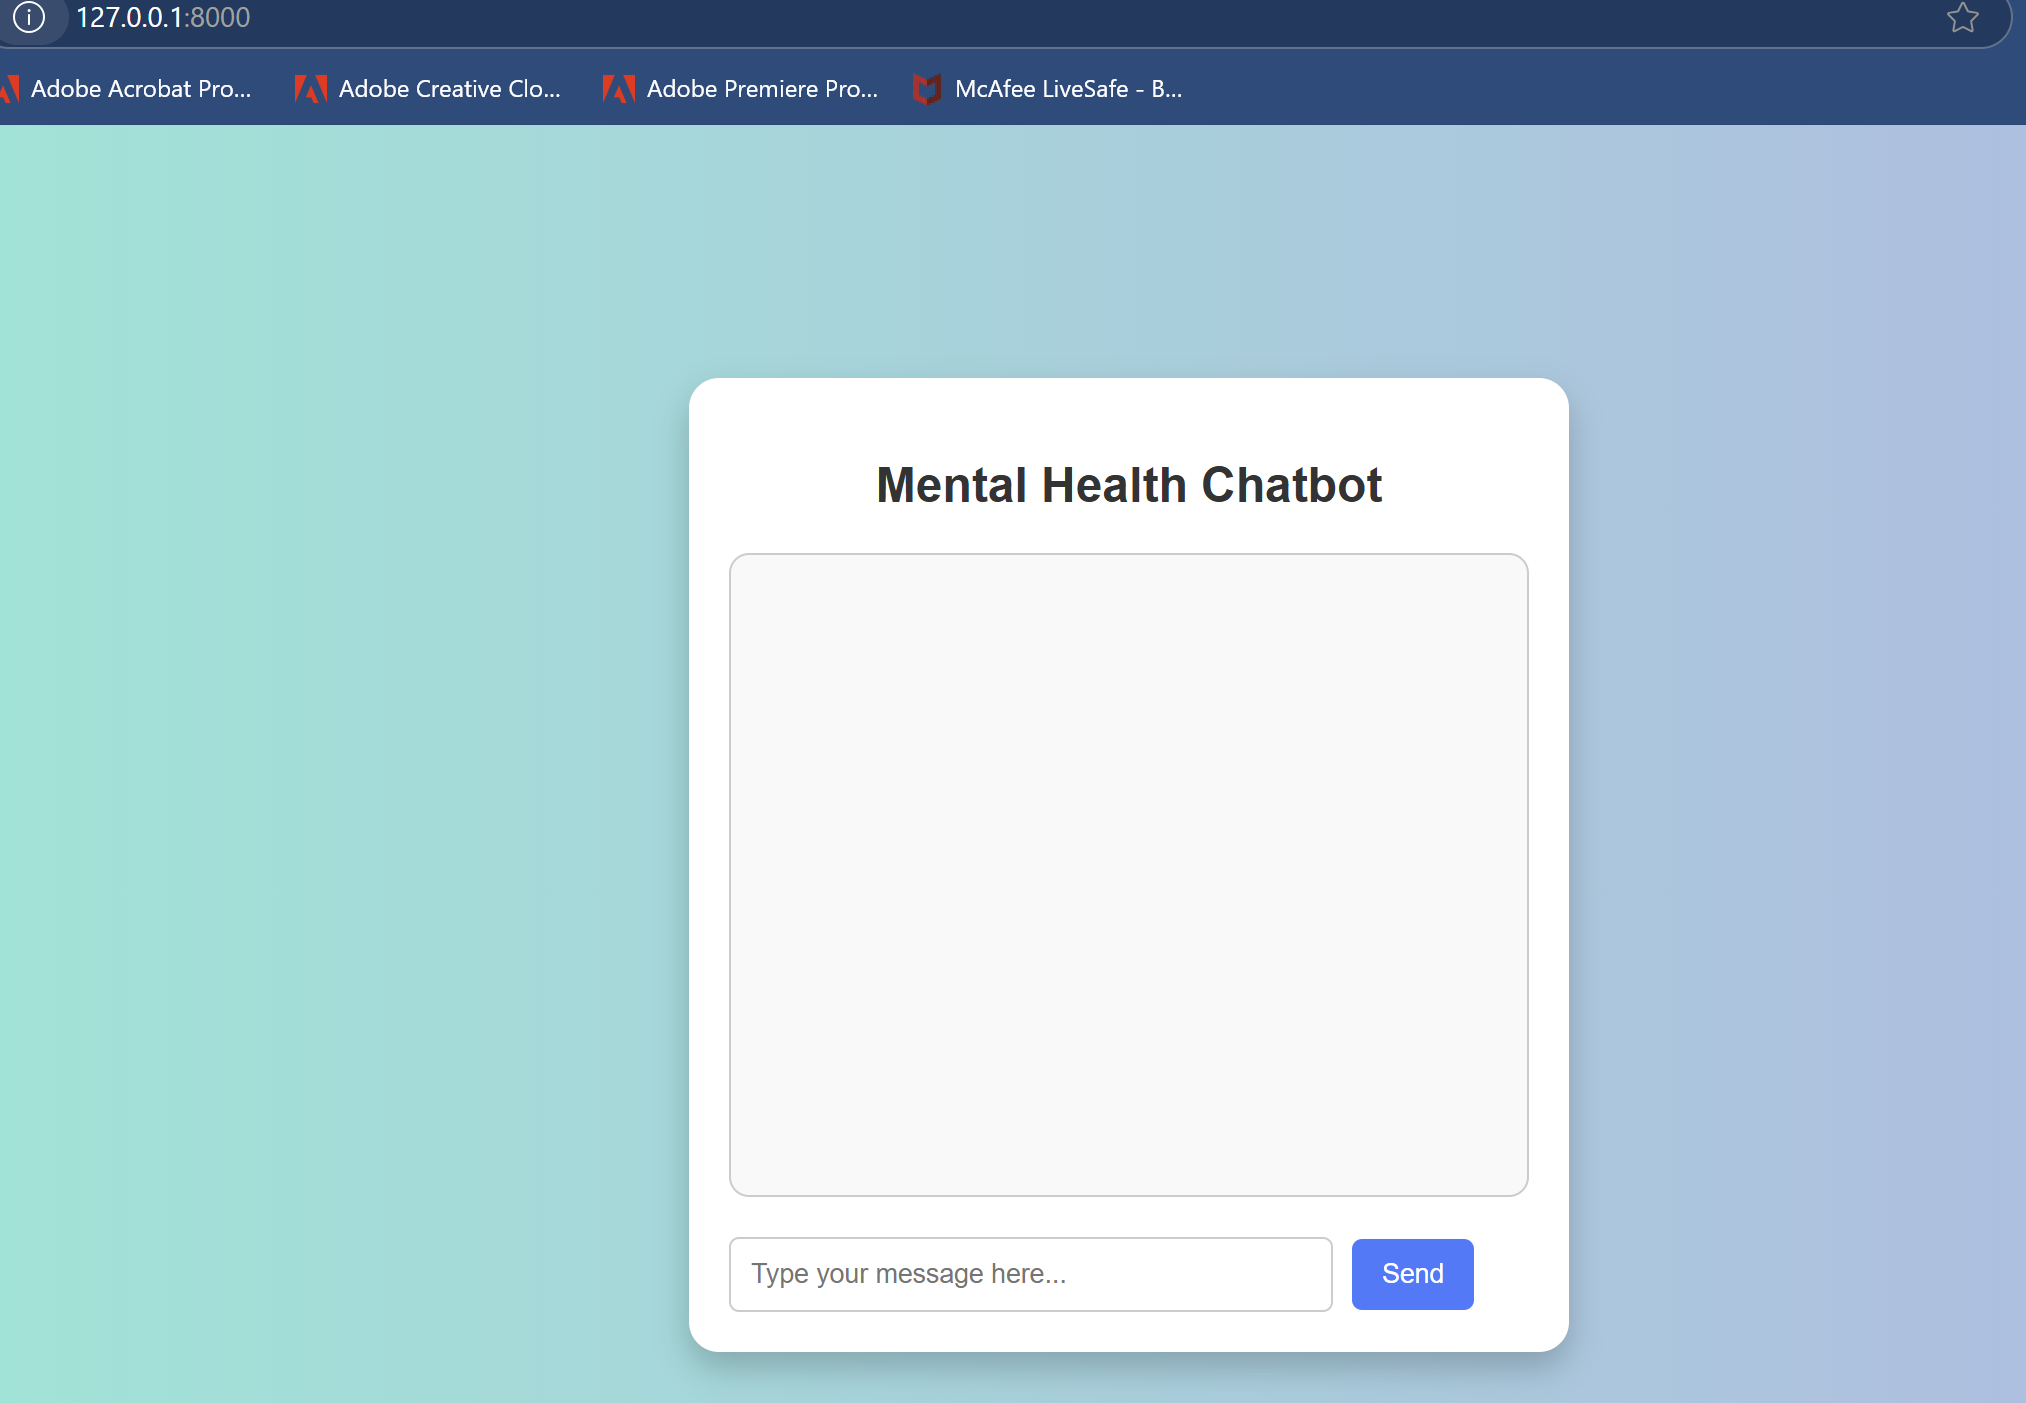 127.0.0.1:8000
Adobe Acrobat Pro... Adobe Creative Clo... Adobe Premiere Pro... McAfee LiveSafe - B...
Mental Health Chatbot
Type your message here...
Send